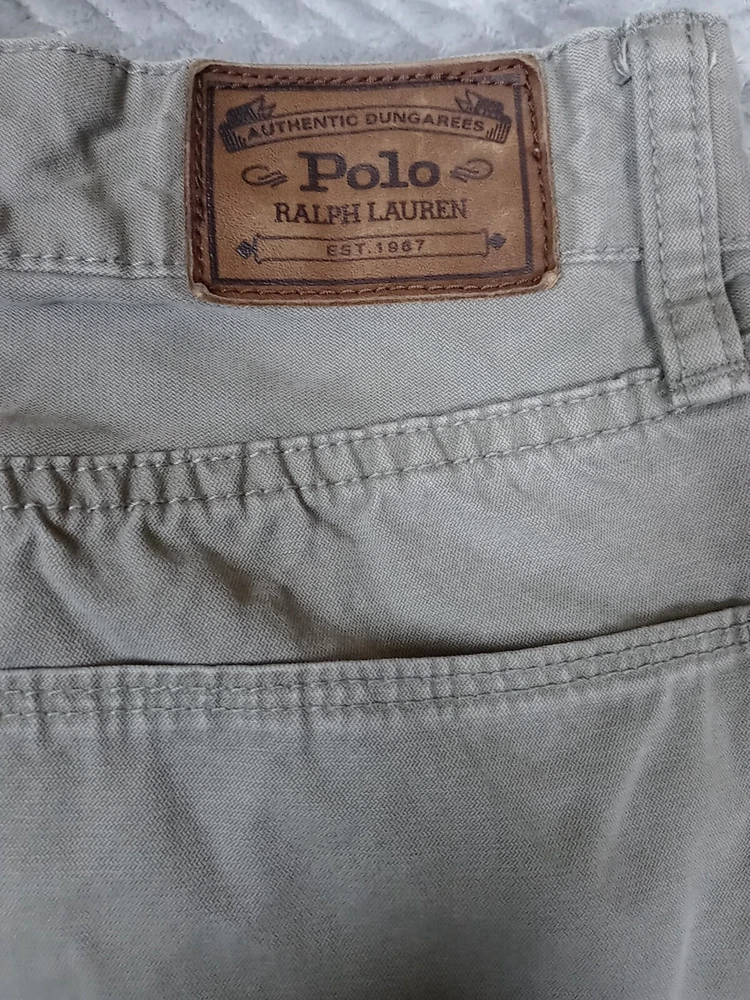 AUTHENTIC DUNGAREES
Polo
RALPH LAUREN
EST. 1967